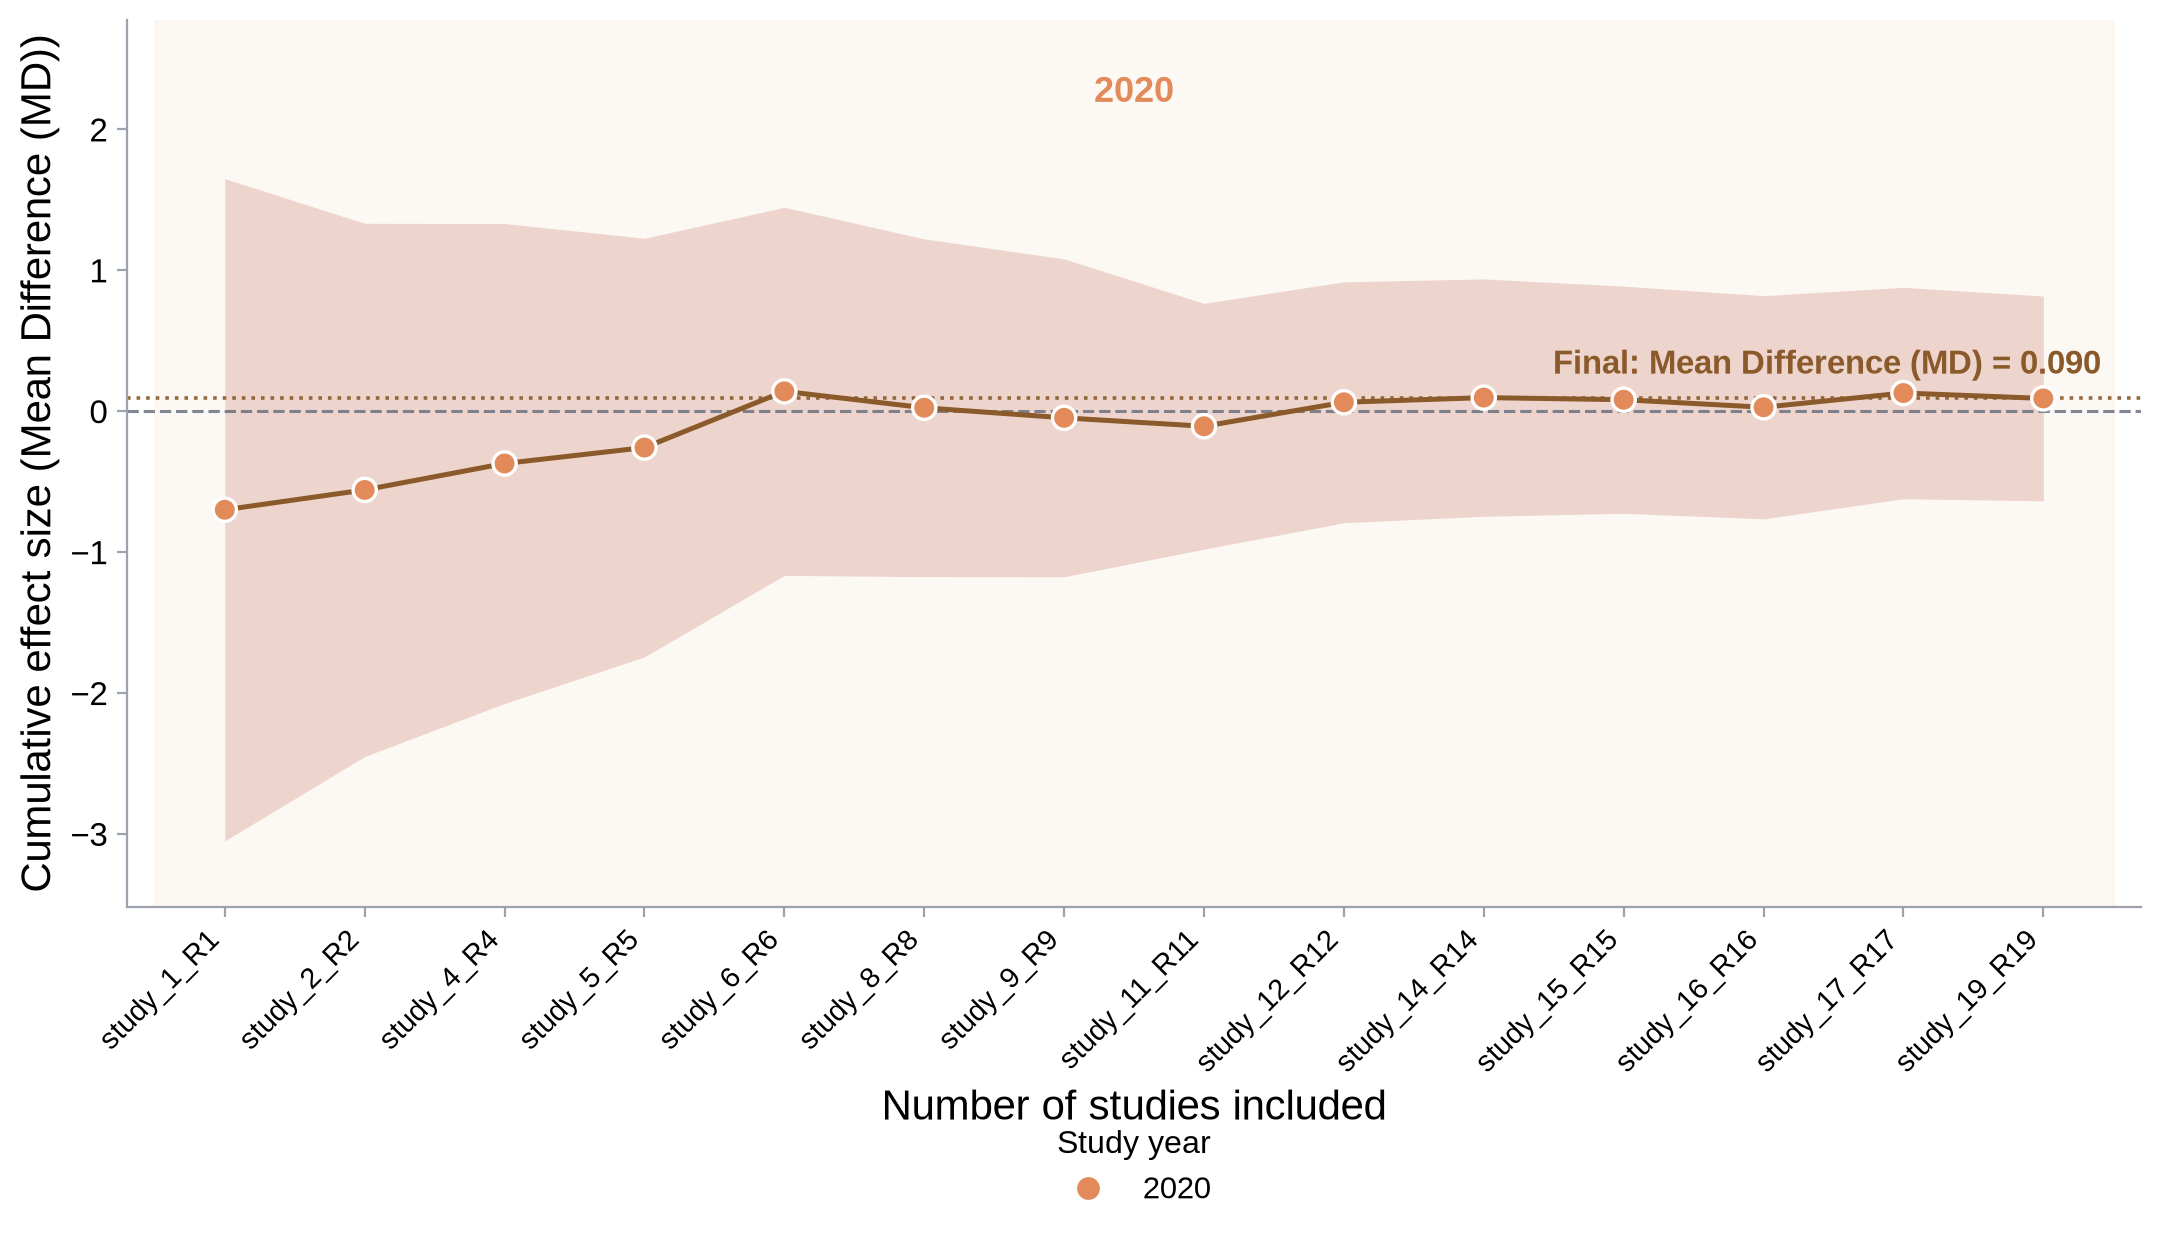 Cumulative effect size (Mean Difference (MD))
2020
2
1
0
−1
−2
−3
Final: Mean Difference (MD) = 0.090
study_1_R1
study_2_R2
study_4_R4
study_5_R5
study_6_R6
study_8_R8
study_9_R9
study_11_R11
study_12_R12
study_14_R14
study_15_R15
study_16_R16
study_17_R17
study_19_R19
Number of studies included
Study year
2020